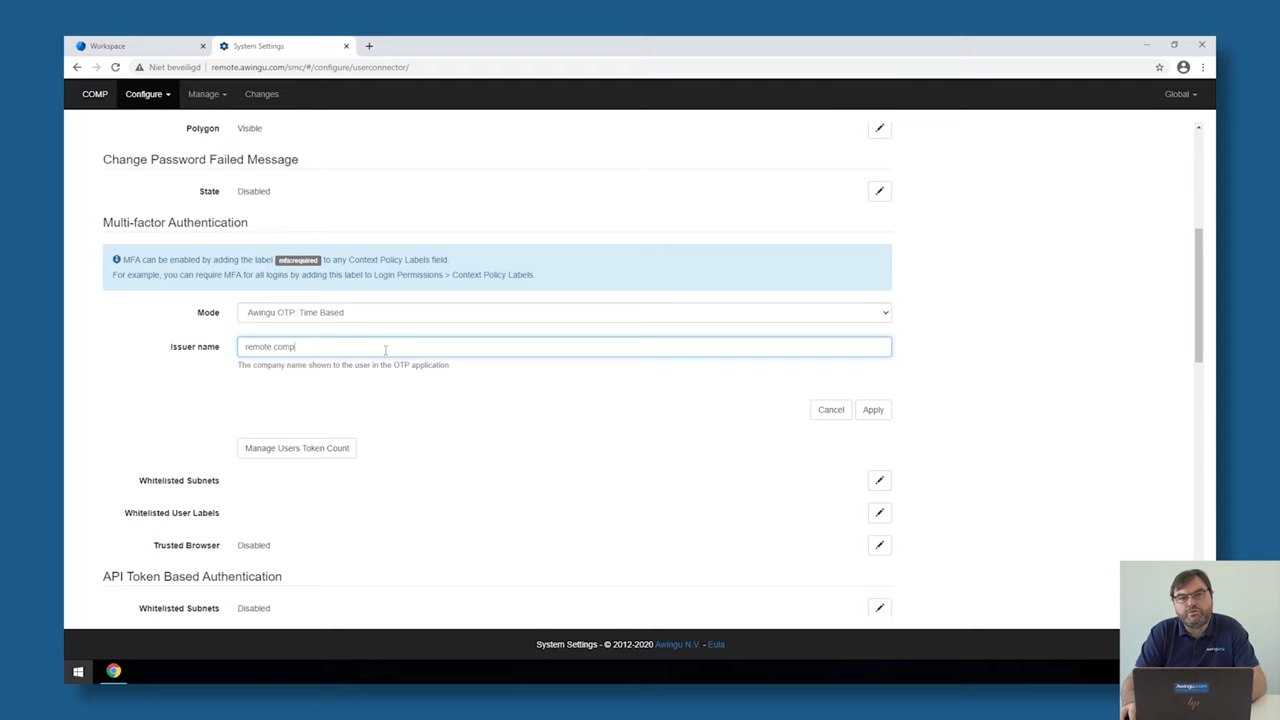 Workspace
System Settings
Niet beveiligd
remote.awingu.com/smc/#/configure/userconnector/
COMP Configure Manage Changes Global
Polygon Visible
Change Password Failed Message
State Disabled
Multi-factor Authentication
MFA can be enabled by adding the label mfa:required to any Context Policy Labels field.
For example, you can require MFA for all logins by adding this label to Login Permissions > Context Policy Labels.
Mode Awingu OTP: Time Based
Issuer name remote comp
The company name shown to the user in the OTP application
Cancel Apply
Manage Users Token Count
Whitelisted Subnets
Whitelisted User Labels
Trusted Browser Disabled
API Token Based Authentication
Whitelisted Subnets Disabled
System Settings - © 2012-2020 Awingu N.V. - Eula
Awingu.com
hp